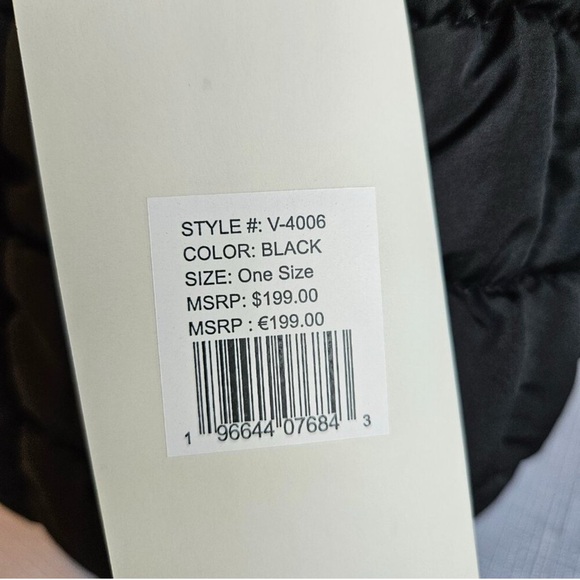 STYLE #: V-4006
COLOR: BLACK
SIZE: One Size
MSRP: $199.00
MSRP : €199.00
1 96644 07684 3